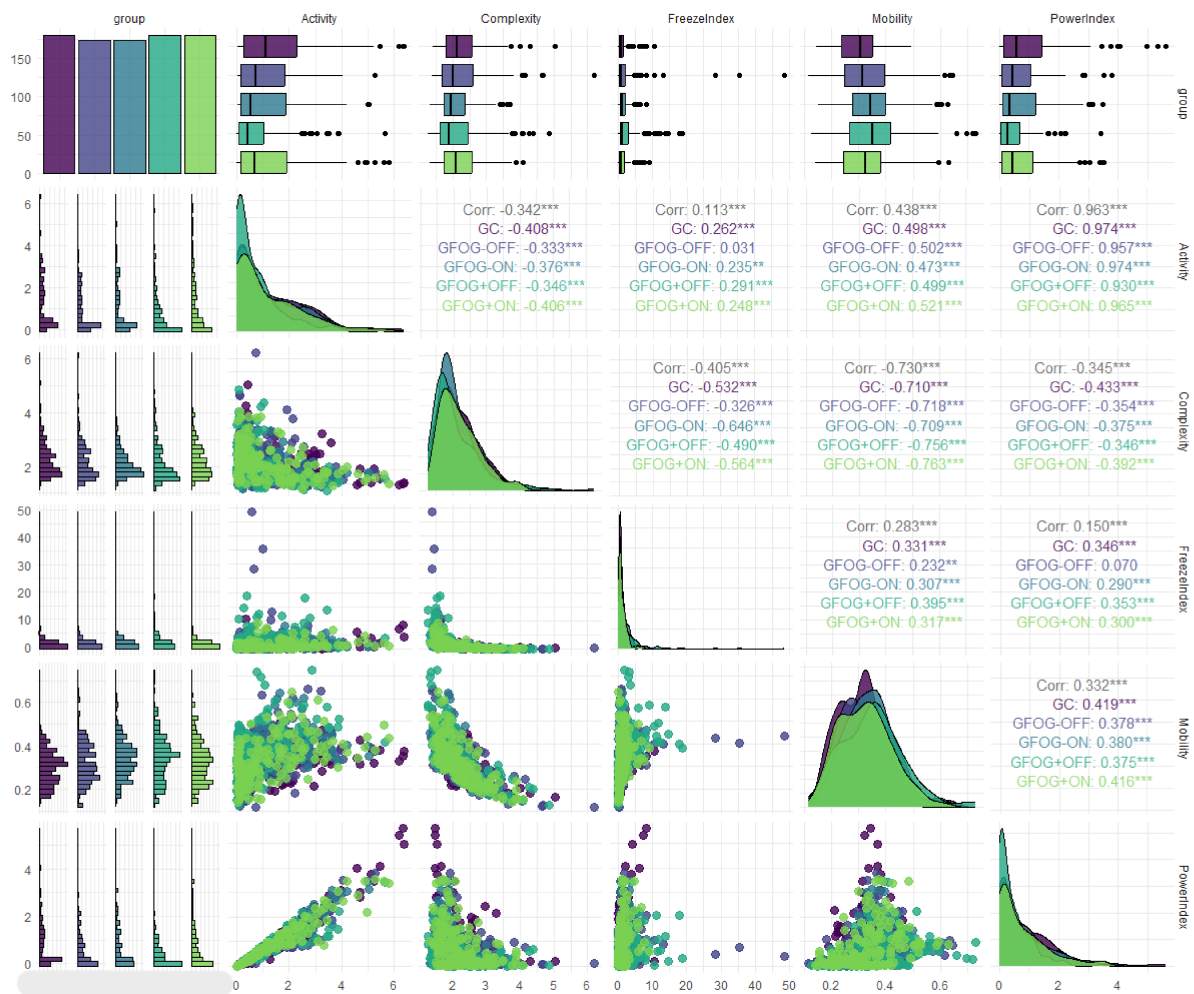 group Activity Complexity FreezeIndex Mobility PowerIndex
150
100
50
0
group
6
4
2
0
Corr: -0.342***
GC: -0.408***
GFOG-OFF: -0.333***
GFOG-ON: -0.376***
GFOG+OFF: -0.346***
GFOG+ON: -0.406***
Corr: 0.113***
GC: 0.262***
GFOG-OFF: 0.031
GFOG-ON: 0.235**
GFOG+OFF: 0.291***
GFOG+ON: 0.248***
Corr: 0.438***
GC: 0.498***
GFOG-OFF: 0.502***
GFOG-ON: 0.473***
GFOG+OFF: 0.499***
GFOG+ON: 0.521***
Corr: 0.963***
GC: 0.974***
GFOG-OFF: 0.957***
GFOG-ON: 0.974***
GFOG+OFF: 0.930***
GFOG+ON: 0.965***
Activity
6
4
2
Corr: -0.405***
GC: -0.532***
GFOG-OFF: -0.326***
GFOG-ON: -0.646***
GFOG+OFF: -0.490***
GFOG+ON: -0.564***
Corr: -0.730***
GC: -0.710***
GFOG-OFF: -0.718***
GFOG-ON: -0.709***
GFOG+OFF: -0.756***
GFOG+ON: -0.763***
Corr: -0.345***
GC: -0.433***
GFOG-OFF: -0.354***
GFOG-ON: -0.375***
GFOG+OFF: -0.346***
GFOG+ON: -0.392***
Complexity
50
40
30
20
10
0
Corr: 0.283***
GC: 0.331***
GFOG-OFF: 0.232**
GFOG-ON: 0.307***
GFOG+OFF: 0.395***
GFOG+ON: 0.317***
Corr: 0.150***
GC: 0.346***
GFOG-OFF: 0.070
GFOG-ON: 0.290***
GFOG+OFF: 0.353***
GFOG+ON: 0.300***
FreezeIndex
0.6
0.4
0.2
Corr: 0.332***
GC: 0.419***
GFOG-OFF: 0.378***
GFOG-ON: 0.380***
GFOG+OFF: 0.375***
GFOG+ON: 0.416***
Mobility
4
2
0
PowerIndex
0 2 4 6 2 3 4 5 6 0 10 20 30 40 50 0.2 0.4 0.6 0 2 4